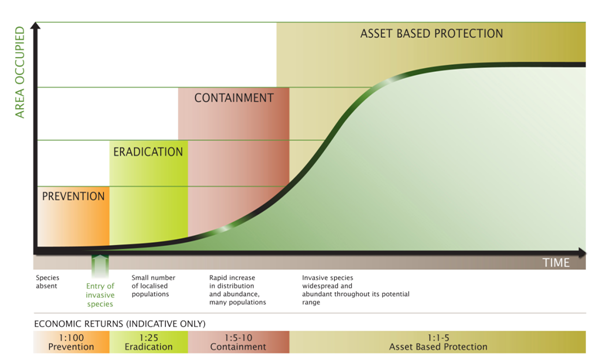 AREA OCCUPIED
ASSET BASED PROTECTION
CONTAINMENT
ERADICATION
PREVENTION
TIME
Species
absent
Entry of
invasive
species
Small number
of localised
populations
Rapid increase
in distribution
and abundance,
many populations
Invasive species
widespread and
abundant throughout its potential
range
ECONOMIC RETURNS (INDICATIVE ONLY)
1:100
Prevention
1:25
Eradication
1:5-10
Containment
1:1-5
Asset Based Protection